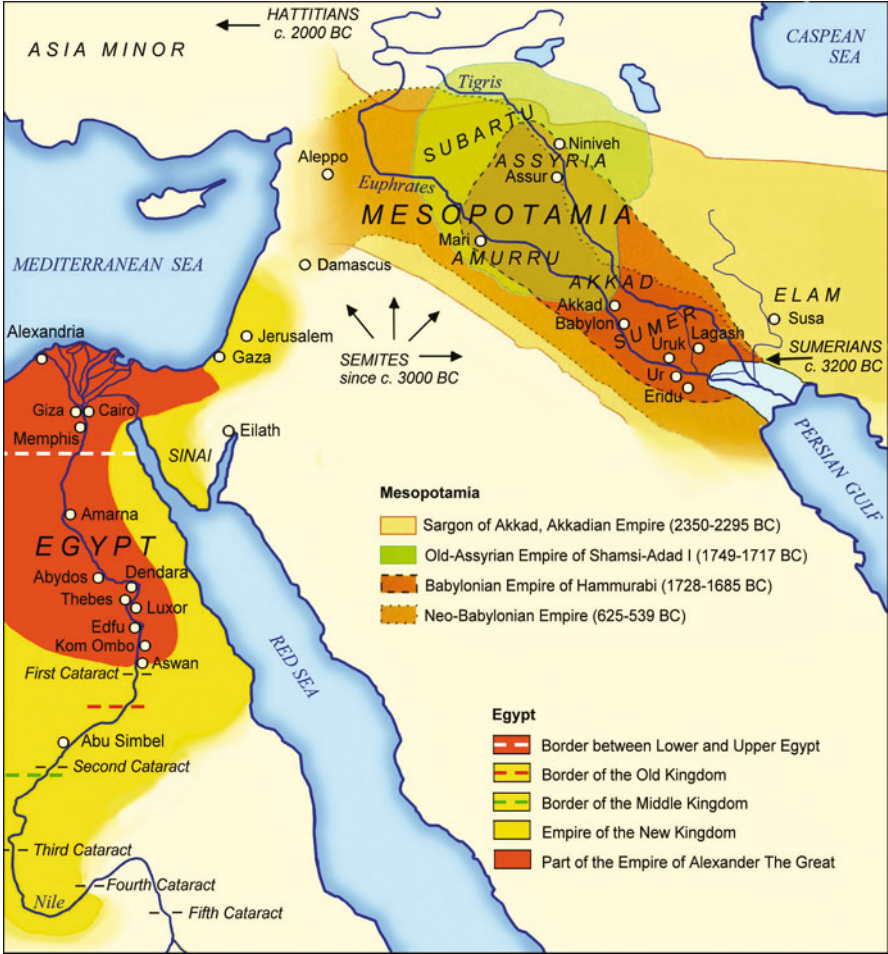 HATTITIANS
c. 2000 BC
ASIA MINOR
CASPEAN
SEA
Tigris
SUBARTU
Niniveh
ASSYRIA
Assur
Aleppo
Euphrates
MESOPOTAMIA
Mari
AMURRU
MEDITERRANEAN SEA
Damascus
AKKAD
ELAM
Akkad
Susa
Babylon
SUMER
Lagash
Uruk
SUMERIANS
c. 3200 BC
Alexandria
Jerusalem
Gaza
SEMITES
since c. 3000 BC
Ur
Eridu
Giza
Cairo
Memphis
Eilath
SINAI
PERSIAN GULF
Amarna
EGYPT
Abydos
Dendara
Thebes
Luxor
Edfu
Kom Ombo
Aswan
First Cataract
RED SEA
Abu Simbel
Second Cataract
Third Cataract
Fourth Cataract
Nile
Fifth Cataract
Mesopotamia
Sargon of Akkad, Akkadian Empire (2350-2295 BC)
Old-Assyrian Empire of Shamsi-Adad I (1749-1717 BC)
Babylonian Empire of Hammurabi (1728-1685 BC)
Neo-Babylonian Empire (625-539 BC)
Egypt
Border between Lower and Upper Egypt
Border of the Old Kingdom
Border of the Middle Kingdom
Empire of the New Kingdom
Part of the Empire of Alexander The Great